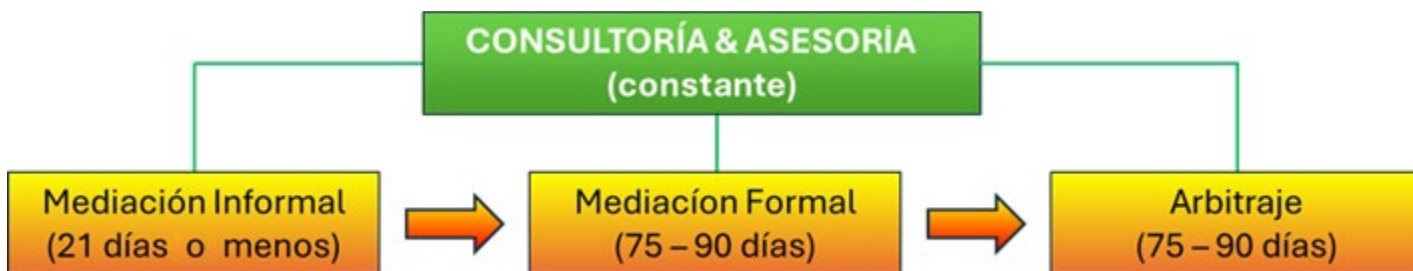 CONSULTORÍA & ASESORÍA
(constante)
Mediación Informal
(21 días o menos)
Mediacíon Formal
(75 – 90 días)
Arbitraje
(75 – 90 días)